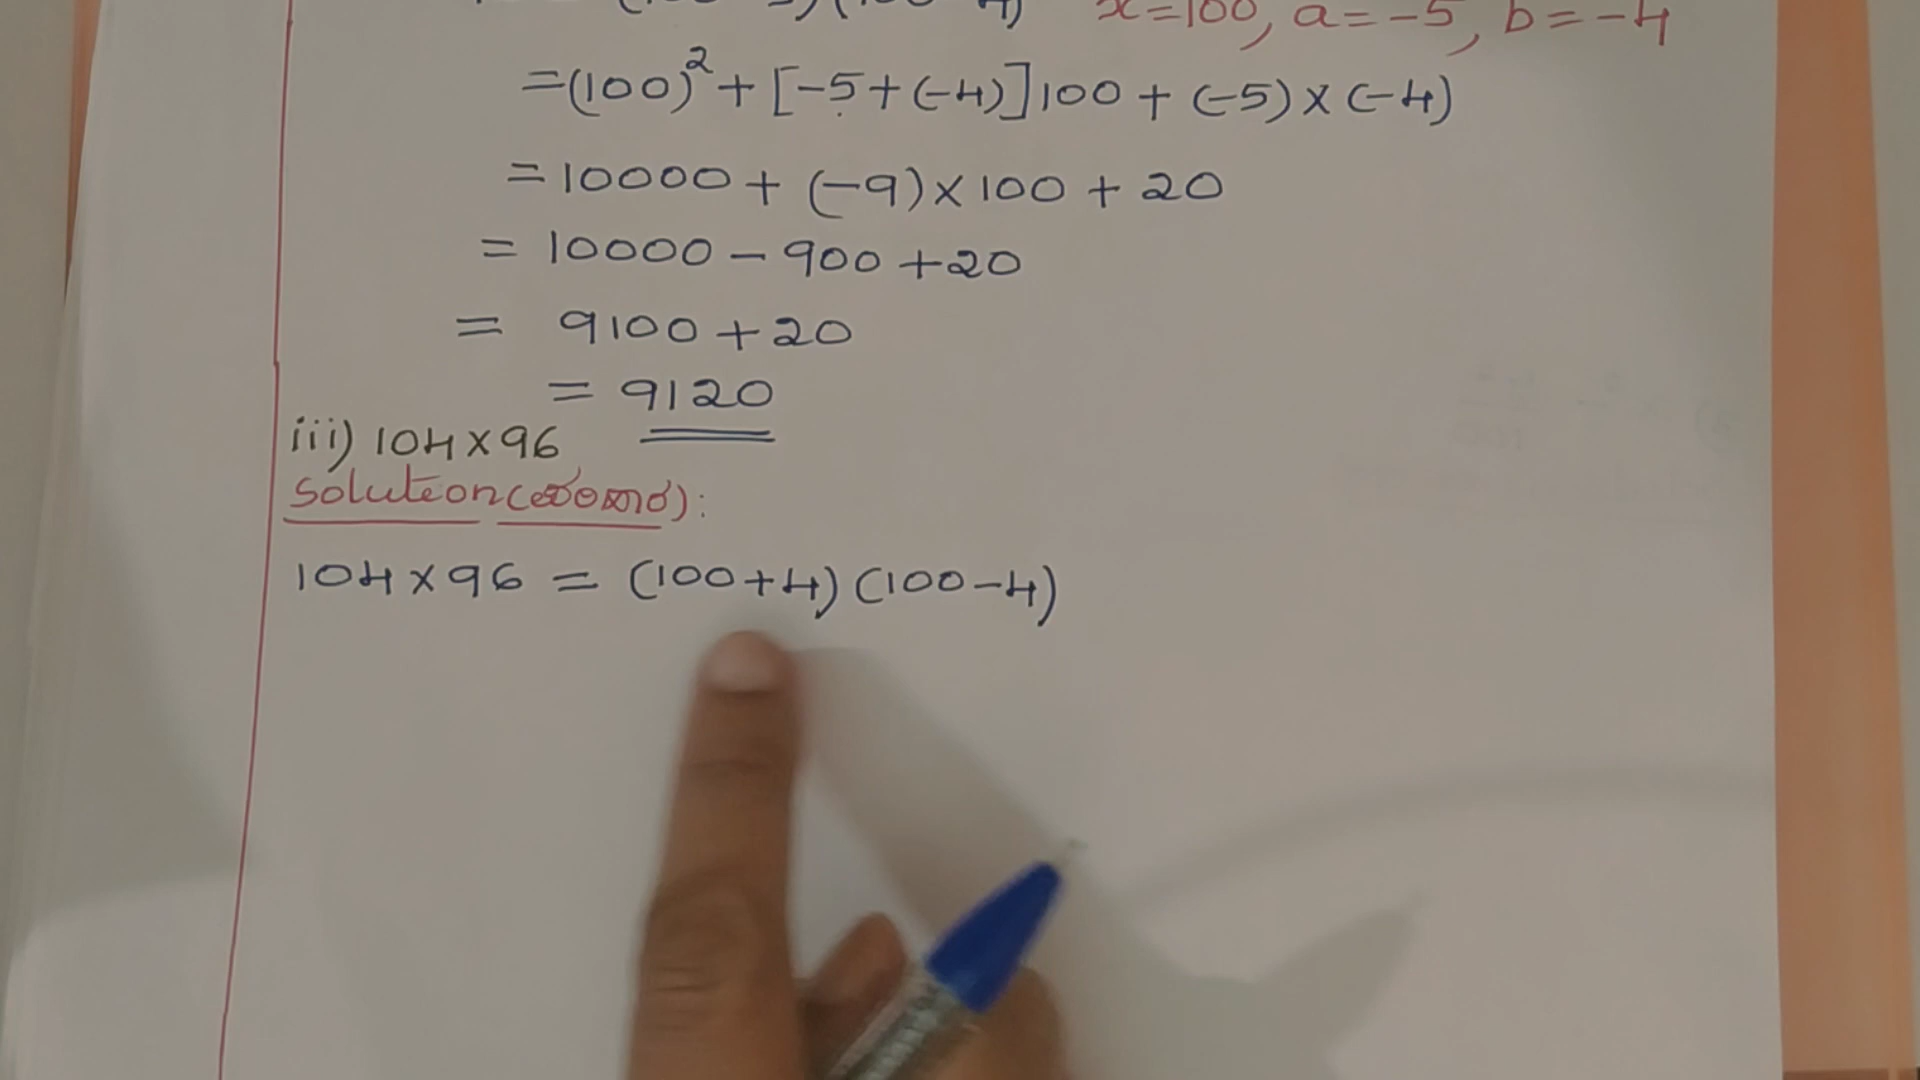 x=100, a=-5, b=-4
=(100)²+[-5+(-4)]100+(-5)×(-4)
=10000+(-9)×100+20
= 10000-900+20
= 9100+20
= 9120
iii) 104×96
Solution(ಪರಿಹಾರ):
104×96 = (100+4)(100-4)